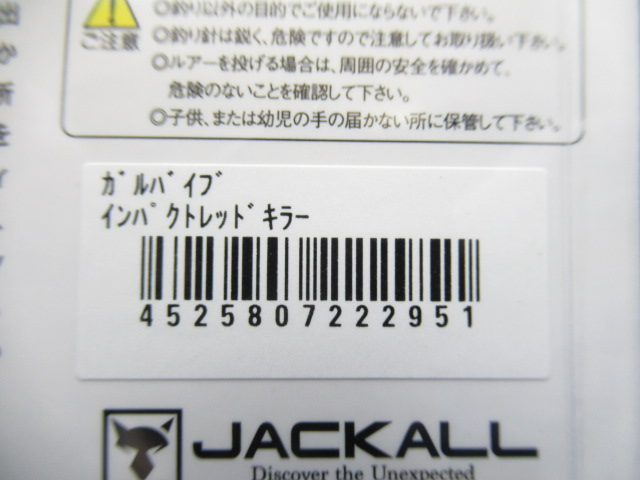 ◎釣り以外の目的でご使用にならないで下さい。
◎釣り針は鋭く、危険ですので注意してお取り扱い下さい。
ご注意
◎ルアーを投げる場合は、周囲の安全を確かめて、
危険のないことを確認して下さい。
◎子供、または幼児の手の届かない所に保管して下さい。
ｶﾞﾙﾊﾞｲﾌﾞ
ｲﾝﾊﾟｸﾄﾚｯﾄﾞｷﾗｰ
4525807222951
JACKALL
Discover the Unexpected